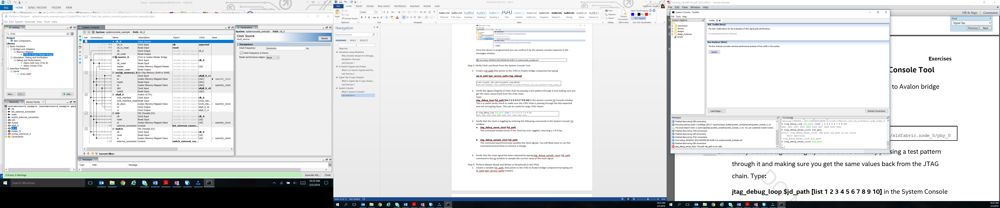 Inbox - ayushi.joshipura@intel.com - Outlook
FILE HOME SEND / RECEIVE FOLDER VIEW
Platform Designer - systemconsole_example.qsys (C:\intelFPGA_lite\17.1\test_lab_system_console\systemconsole_example.qsys)
File Edit System Generate View Tools Help
IP Catalog
JTAG
Project
New Component...
Library
Basic Functions
Bridges and Adaptors
Memory Mapped
JTAG to Avalon Master Bridge
Simulation; Debug and Verification
Debug and Performance
Altera Soft Core JTAG IO
Altera Virtual JTAG
Interface Protocols
Serial
JTAG UART
New... Edit... Add...
Hierarchy Device Family
systemconsole example [systemconsole example.qsys
clk
led_external_connection
reset
switch_external_connection
LED
Switch
altpll_0
clk_0
master_0
onchip_memory2_0
Connections
System Contents
System: systemconsole_example Path: clk_0
Use Connections Name Description Export Clock Base
clk_0 Clock Source
clk_in Clock Input clk exported
clk_in_reset Reset Input reset
clk Clock Output Double-click to export clk_0
clk_reset Reset Output Double-click to export
master_0 JTAG to Avalon Master Bridge
clk Clock Input Double-click to export clk_0
clk_reset Reset Input Double-click to export
master Avalon Memory Mapped Master Double-click to export [clk]
master_reset Reset Output Double-click to export
onchip_memory2_0 On-Chip Memory (RAM or ROM)
clk1 Clock Input Double-click to export altpll_0_c1
s1 Avalon Memory Mapped Slave Double-click to export [clk1] 0x0000_0000
reset1 Reset Input Double-click to export [clk1]
s2 Avalon Memory Mapped Slave Double-click to export [clk2] 0x0000_1000
clk2 Clock Input Double-click to export altpll_0_c0
reset2 Reset Input Double-click to export [clk2]
altpll_0 Avalon ALTPLL
inclk_interface Clock Input Double-click to export clk_0
inclk_interface_reset Reset Input Double-click to export [inclk_inte...
pll_slave Avalon Memory Mapped Slave Double-click to export [inclk_inte... 0x0000_2020
c0 Clock Output Double-click to export altpll_0_c0
c1 Clock Output Double-click to export altpll_0_c1
LED PIO (Parallel I/O)
clk Clock Input Double-click to export clk_0
reset Reset Input Double-click to export [clk]
s1 Avalon Memory Mapped Slave Double-click to export [clk] 0x0000_2010
external_connection Conduit led_external_connec...
Switch PIO (Parallel I/O)
clk Clock Input Double-click to export clk_0
reset Reset Input Double-click to export [clk]
s1 Avalon Memory Mapped Slave Double-click to export [clk] 0x0000_2000
external_connection Conduit switch_external_con...
Current filter:
Messages
Type Path Message
0 Errors, 0 Warnings
Generate HDL... Finish
Parameters
System: systemconsole_example Path: clk_0
Clock Source
clock_source
Details
Parameters
Clock frequency: 50000000 Hz
Clock frequency is known
Reset synchronous edges: None
Search Windows
10:35 AM
2/5/2018
Workshop_SSIS.docx - Word
FILE HOME INSERT DESIGN PAGE LAYOUT REFERENCES MAILINGS REVIEW VIEW
Joshipura, Ayushi
Paste Cut Copy Format Painter
Clipboard Font Paragraph Styles Editing
Calibri 11
¶ Normal ¶ No Spac... Heading 1 Heading 2 Heading 3 Title Subtitle Subtle Em... Emphasis Intense E... Strong Quote Intense Q...
Find Replace Select
Protect Document
ERM Protect
Intel Classifications
IC IRS ITS
Not Tagged
One Click Classification
Navigation
Search document
HEADINGS PAGES RESULTS
Objective
Simulation using Modelsim
Why simulate designs for debuggi...
ModelSim Overview
Lab Exercise 1
In-System Signals and Probes
What is In-System Signals and Pro...
Lab Exercise 2
Signal Tap II Logic Analyzer
What is Signal Tap II Logic Analyz...
Lab Exercise 3
System Console
What is System Console?
Lab Exercise 4
Once the device is programmed you can confirm it by the system console response in the
messages window.
Auto linking 10M50DA(.|ES)|10M50DC@1#USB-0 to systemconsole_example.sof
Step 3: Verify Clock and Reset from the System Console Tool
1. Create a jd_path that points to the JTAG to Avalon bridge component by typing
set jd_path [get_service_paths jtag_debug]
% set jd_path [get_service_paths jtag_debug]
/devices/10M50DA(.|ES)|10M50DC@1#USB-0/(link)/JTAG/alt_sld_fab_sldfabric.node_0/phy_0
2. Verify the signal integrity of JTAG chain by passing a test pattern through it and making sure you
get the same values back from the JTAG chain.
Type:
jtag_debug_loop $jd_path [list 1 2 3 4 5 6 7 8 9 10] in the system console tcl Console window.
This is a useful sanity check to make sure the JTAG chain is passing through the bits expected
and not corrupting them. This can be useful for large JTAG chains.
% jtag_debug_loop $jd_path [list 1 2 3 4 5 6 7 8 9 10]
0x01 0x02 0x03 0x04 0x05 0x06 0x07 0x08 0x09 0x0a
3. Verify that the clock is toggling by entering the following commands in the System Console Tcl
window.
a. jtag_debug_sense_clock $jd_path
This command simply senses if the clock has ever toggled, returning a 1 if it has.
b. jtag_debug_sample_clock $jd_path
This command asynchronously samples the clock signals. You will likely have to run this
command several times to witness a change.
4. Verify that the reset signal has been released by typing jtag_debug_sample_reset $jd_path
command in the tcl window to sample the current value of the reset signal.
Step 4: Perform Master Reads and Writes to Peripherals in the FPGA
1. Create a variable $m_path, that points to the JTAG to Avalon bridge component by typing set
m_path [get_service_paths master].
PAGE 14 OF 15 1892 WORDS
100%
10:35 AM
2/5/2018
Training_QUARTUS.pdf (SECURED) - Adobe Reader
File Edit View Window Help
Fill & Sign Comment
Find
Signal Tap
Previous Next
System Console - Toolkits
File Tools Help
System Explorer
/
connections
devices
designs
design_instances
scripts
Toolkits
ADC Toolkit (Beta)
The ADC Toolkit allows for the evaluation of ADC signal path performance.
No associated hardware detected.
Bus Analyzer (Beta)
The Bus Analyzer provides real-time performance analysis of bus traffic in the system.
Launch
Load Design... Refresh Connections
Messages
Finished discovering USB connections
Executing startup script C:/intelfpga_lite/17.1/quartus/sopc_builder/system_console/scripts/system_console_rc.tcl
Finished discovering USB connections
Finished discovering JTAG connections
Finished discovering USB connections
Finished discovering JTAG connections
Auto linking 10M50DA(.|ES)|10M50DC@1#USB-0 to systemconsole_example.sof
Finished discovering USB connections
jtag_debug_sense_clock: The path 4jd_apth is not valid.
Tcl Console
/devices/10M50DA(.|ES)|10M50DC@1#USB-0/(link)/JTAG/alt_sld_fab_sldfabric.node_0/phy_0
% jtag_debug_loop $jd_path [list 1 2 3 4 5 6 7 8 9 10]
0x01 0x02 0x03 0x04 0x05 0x06 0x07 0x08 0x09 0x0a
% jtag_debug_sense_clock 4jd_apth
error: jtag_debug_sense_clock: The path 4jd_apth is not valid.
while executing
"jtag_debug_sense_clock 4jd_apth"
% jtag_debug_sense_clock $jd_path
1
%
Exercises
Console Tool
to Avalon bridge
/sldfabric.node_0/phy_0
ssing a test pattern
through it and making sure you get the same values back from the JTAG
chain. Type:
jtag_debug_loop $jd_path [list 1 2 3 4 5 6 7 8 9 10] in the System Console
10:35 AM
2/5/2018